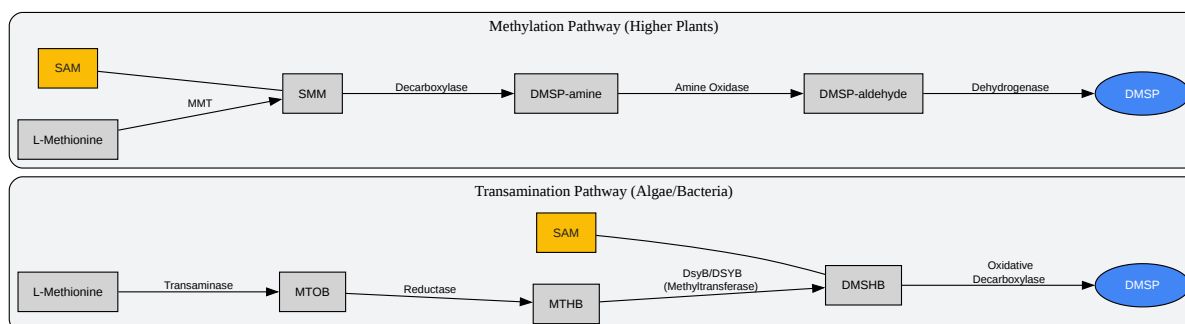 Methylation Pathway (Higher Plants)
SAM
MMT
L-Methionine
SMM
Decarboxylase
DMSP-amine
Amine Oxidase
DMSP-aldehyde
Dehydrogenase
DMSP
Transamination Pathway (Algae/Bacteria)
SAM
L-Methionine
Transaminase
MTOB
Reductase
MTHB
DsyB/DSYB
(Methyltransferase)
DMSHB
Oxidative
Decarboxylase
DMSP